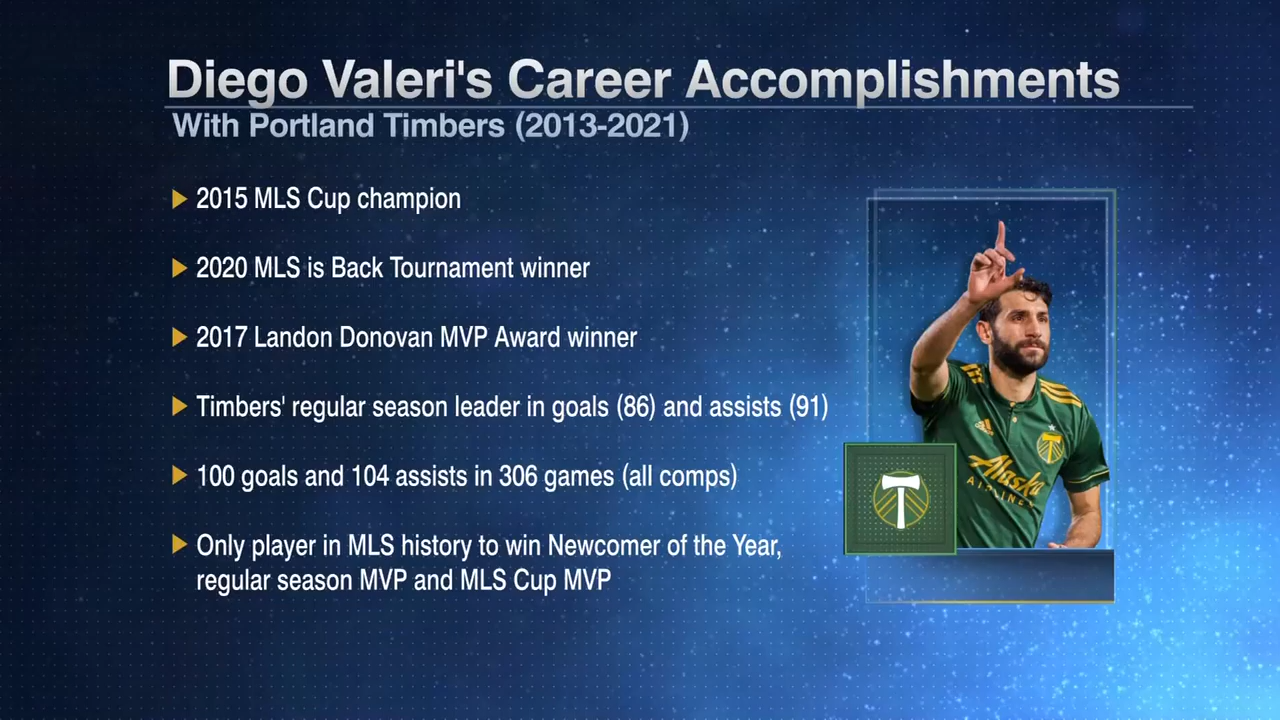 Diego Valeri's Career Accomplishments
With Portland Timbers (2013-2021)
2015 MLS Cup champion
2020 MLS is Back Tournament winner
2017 Landon Donovan MVP Award winner
Timbers' regular season leader in goals (86) and assists (91)
100 goals and 104 assists in 306 games (all comps)
Only player in MLS history to win Newcomer of the Year,
regular season MVP and MLS Cup MVP
Alaska
AIRLINES